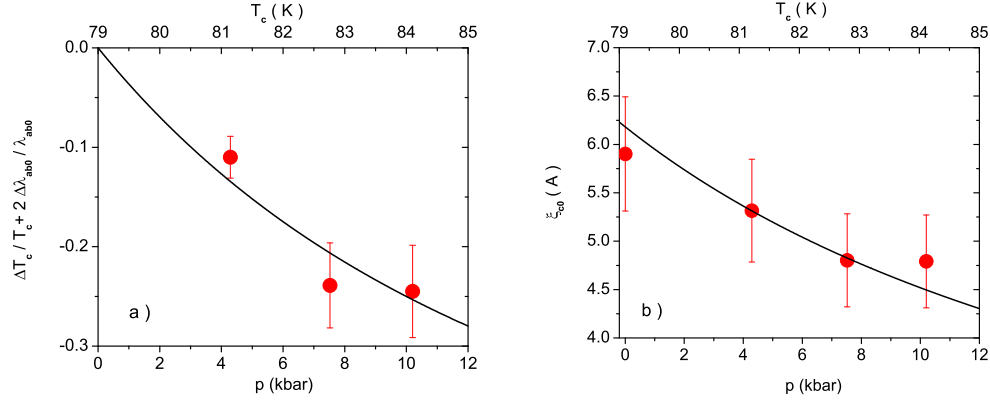 T_c ( K )
79 80 81 82 83 84 85
0.0
-0.1
-0.2
-0.3
ΔT_c / T_c + 2 Δλ_ab0 / λ_ab0
a )
0 2 4 6 8 10 12
p (kbar)
T_c ( K )
79 80 81 82 83 84 85
7.0
6.5
6.0
5.5
5.0
4.5
4.0
ξ_c0 ( A )
b )
0 2 4 6 8 10 12
p (kbar)